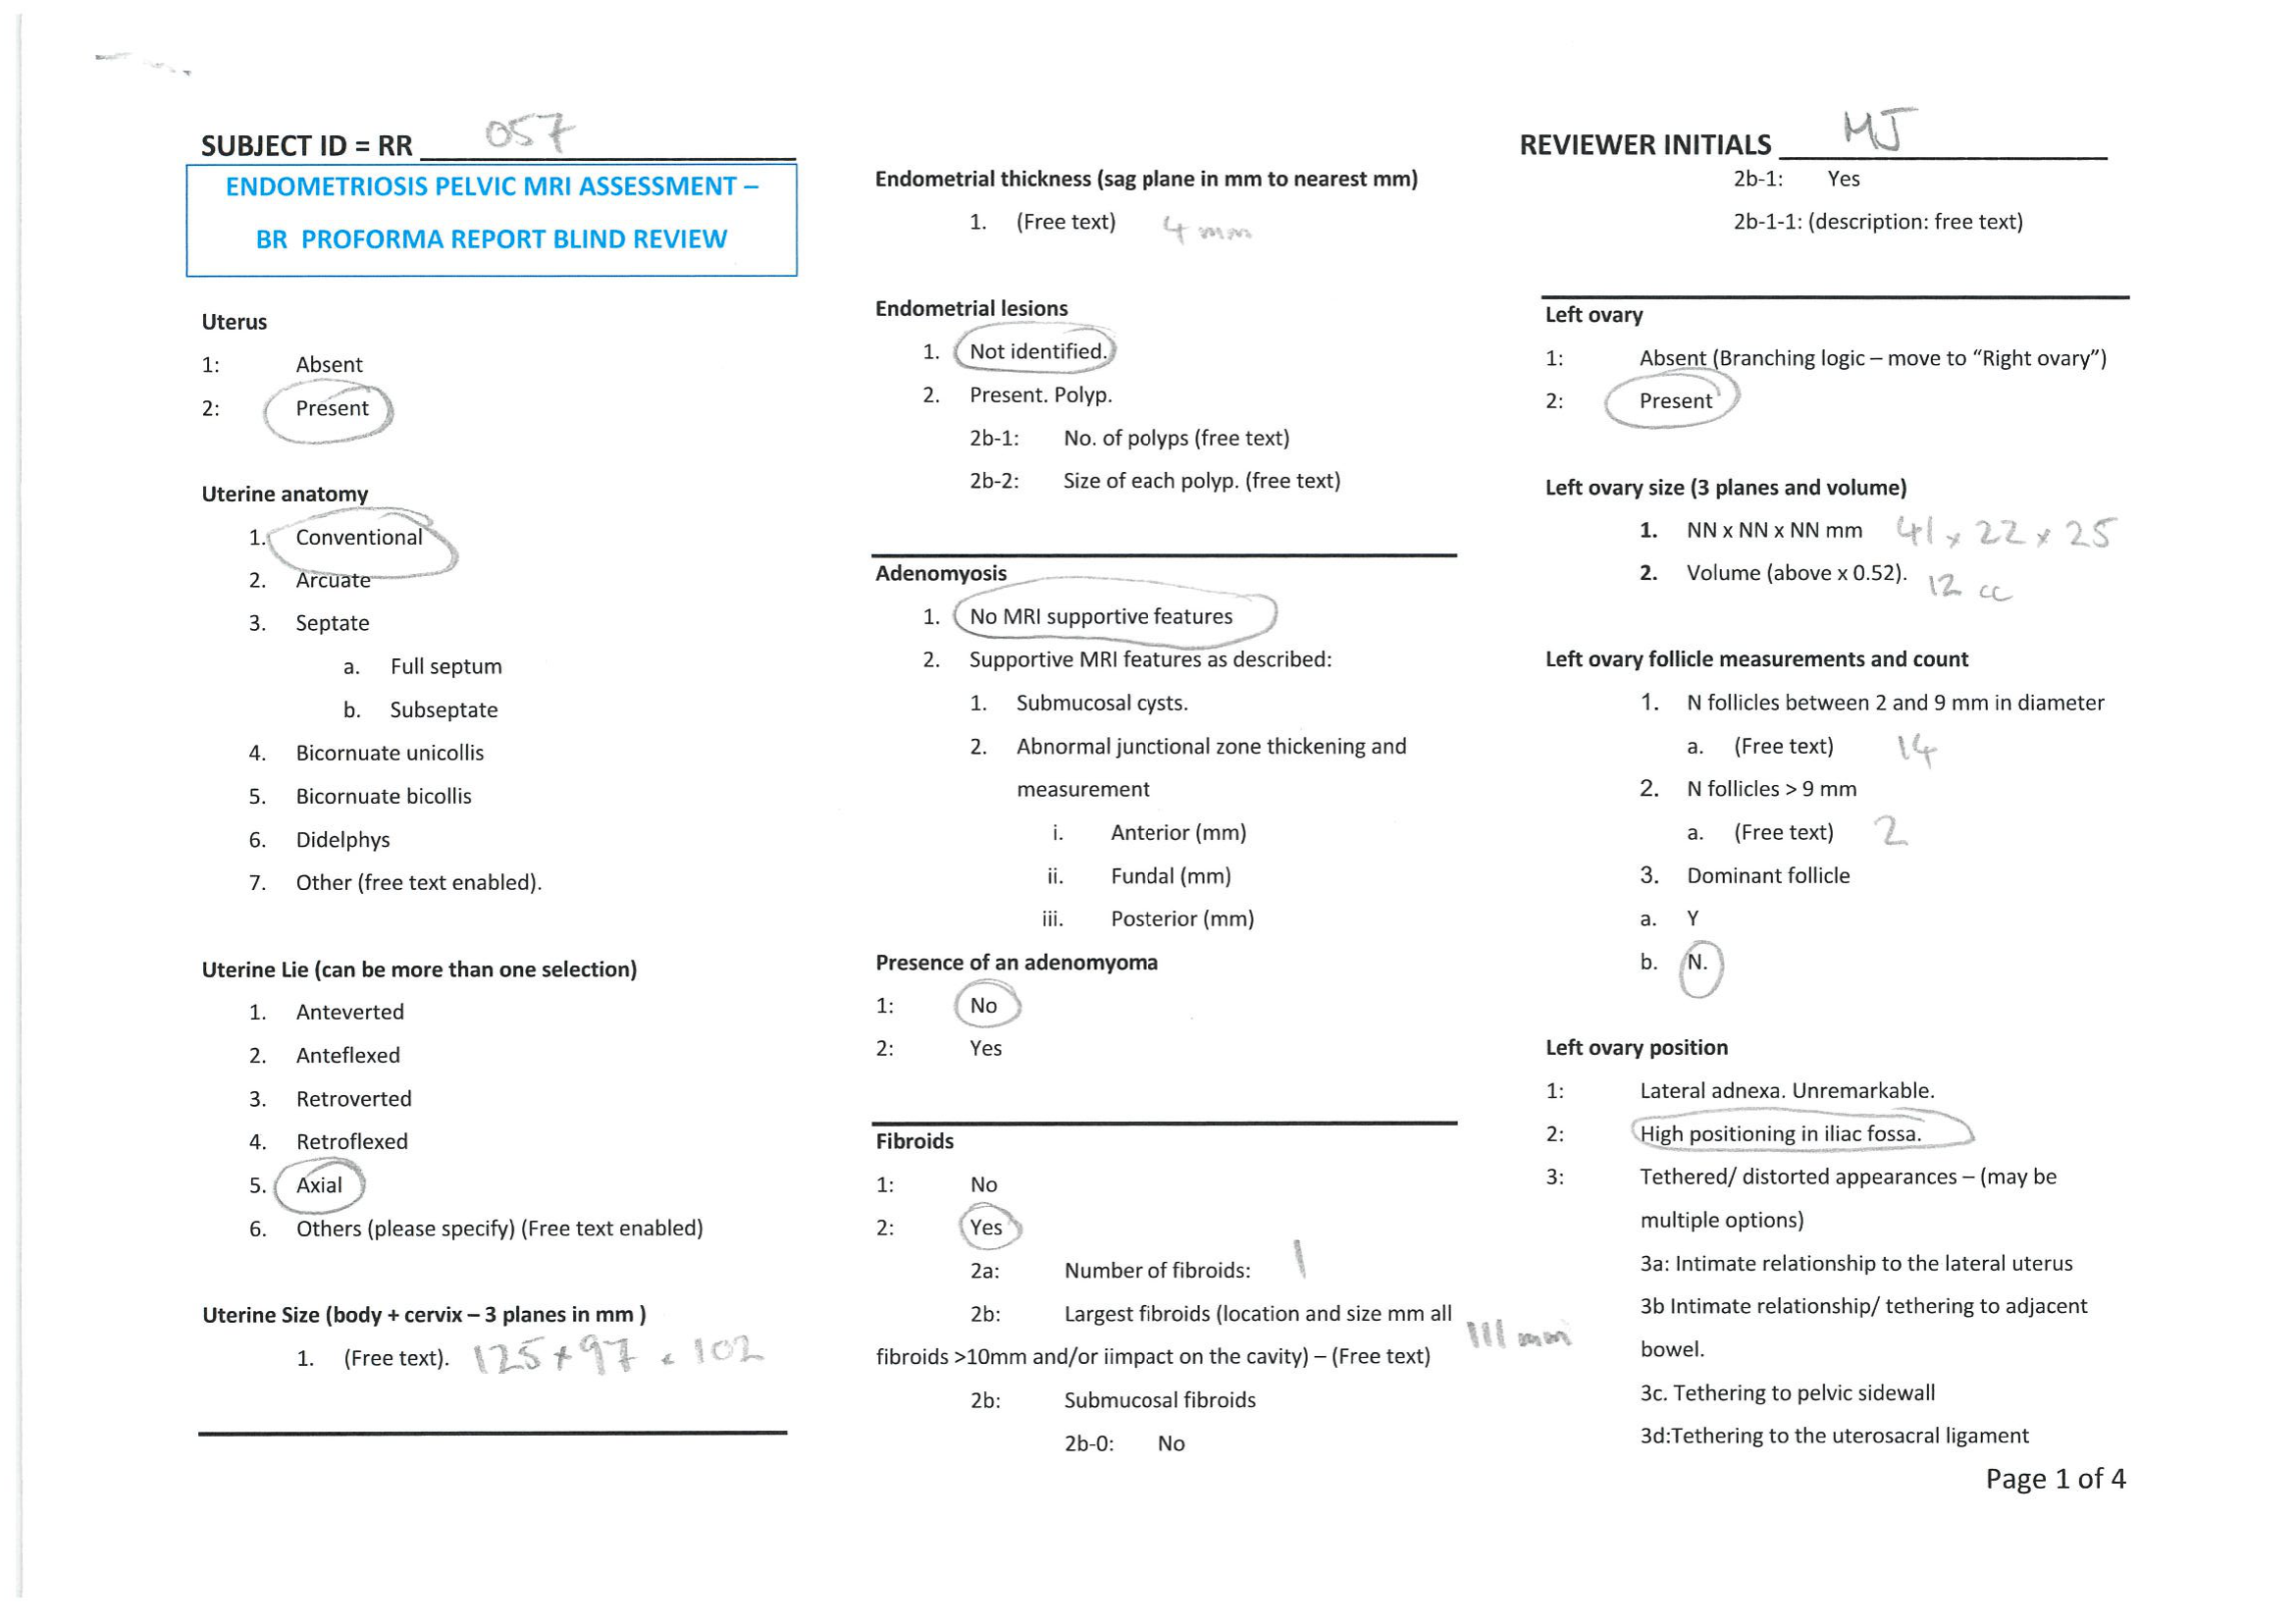 SUBJECT ID = RR 057
ENDOMETRIOSIS PELVIC MRI ASSESSMENT –
BR PROFORMA REPORT BLIND REVIEW
Uterus
1: Absent
2: Present
Uterine anatomy
1. Conventional
2. Arcuate
3. Septate
a. Full septum
b. Subseptate
4. Bicornuate unicollis
5. Bicornuate bicollis
6. Didelphys
7. Other (free text enabled).
Uterine Lie (can be more than one selection)
1. Anteverted
2. Anteflexed
3. Retroverted
4. Retroflexed
5. Axial
6. Others (please specify) (Free text enabled)
Uterine Size (body + cervix – 3 planes in mm )
1. (Free text). 125 x 97 x 102
Endometrial thickness (sag plane in mm to nearest mm)
1. (Free text) 4 mm
Endometrial lesions
1. Not identified.
2. Present. Polyp.
2b-1: No. of polyps (free text)
2b-2: Size of each polyp. (free text)
Adenomyosis
1. No MRI supportive features
2. Supportive MRI features as described:
1. Submucosal cysts.
2. Abnormal junctional zone thickening and
measurement
i. Anterior (mm)
ii. Fundal (mm)
iii. Posterior (mm)
Presence of an adenomyoma
1: No
2: Yes
Fibroids
1: No
2: Yes
2a: Number of fibroids: 1
2b: Largest fibroids (location and size mm all
fibroids >10mm and/or iimpact on the cavity) – (Free text) 111 mm
2b: Submucosal fibroids
2b-0: No
REVIEWER INITIALS MJ
2b-1: Yes
2b-1-1: (description: free text)
Left ovary
1: Absent (Branching logic – move to “Right ovary”)
2: Present
Left ovary size (3 planes and volume)
1. NN x NN x NN mm 41 x 22 x 25
2. Volume (above x 0.52). 12 cc
Left ovary follicle measurements and count
1. N follicles between 2 and 9 mm in diameter
a. (Free text) 14
2. N follicles > 9 mm
a. (Free text) 2
3. Dominant follicle
a. Y
b. N.
Left ovary position
1: Lateral adnexa. Unremarkable.
2: High positioning in iliac fossa.
3: Tethered/ distorted appearances – (may be
multiple options)
3a: Intimate relationship to the lateral uterus
3b Intimate relationship/ tethering to adjacent
bowel.
3c. Tethering to pelvic sidewall
3d:Tethering to the uterosacral ligament
Page 1 of 4